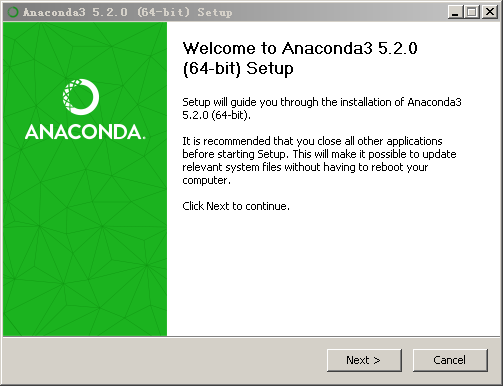 Anaconda3 5.2.0 (64-bit) Setup
Welcome to Anaconda3 5.2.0
(64-bit) Setup
ANACONDA.
Setup will guide you through the installation of Anaconda3
5.2.0 (64-bit).
It is recommended that you close all other applications
before starting Setup. This will make it possible to update
relevant system files without having to reboot your
computer.
Click Next to continue.
Next >
Cancel